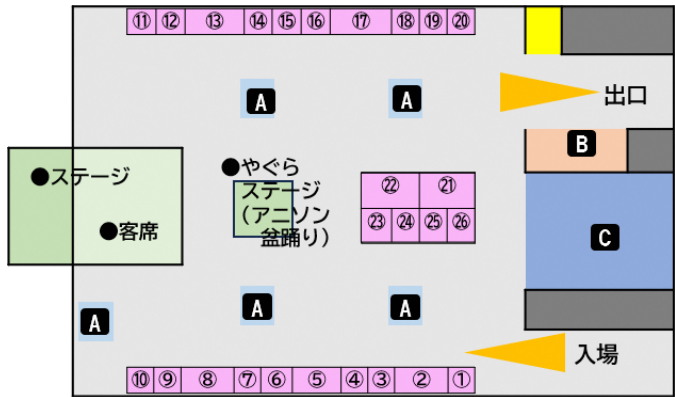 ⑪ ⑫ ⑬ ⑭ ⑮ ⑯ ⑰ ⑱ ⑲ ⑳
A A
出口
B
●ステージ
●客席
●やぐら
ステージ
(アニソン
盆踊り)
㉒ ㉑
㉓ ㉔ ㉕ ㉖
C
A A A
入場
⑩ ⑨ ⑧ ⑦ ⑥ ⑤ ④ ③ ② ①